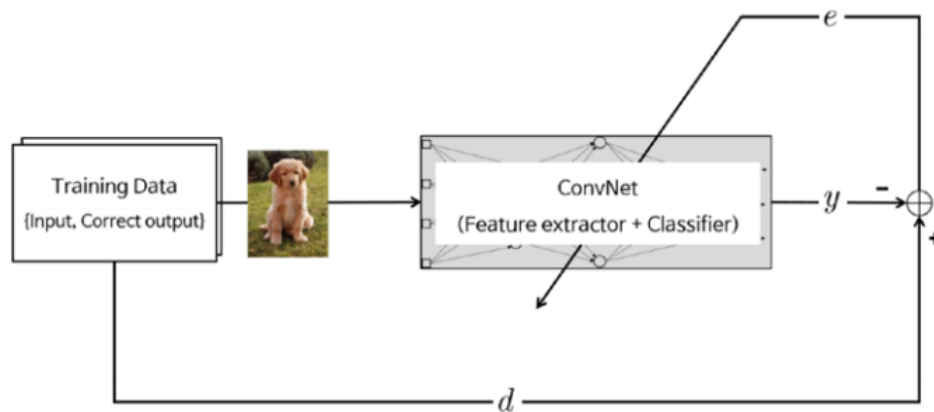 e
Training Data
{Input, Correct output}
ConvNet
(Feature extractor + Classifier)
y
-
+
d